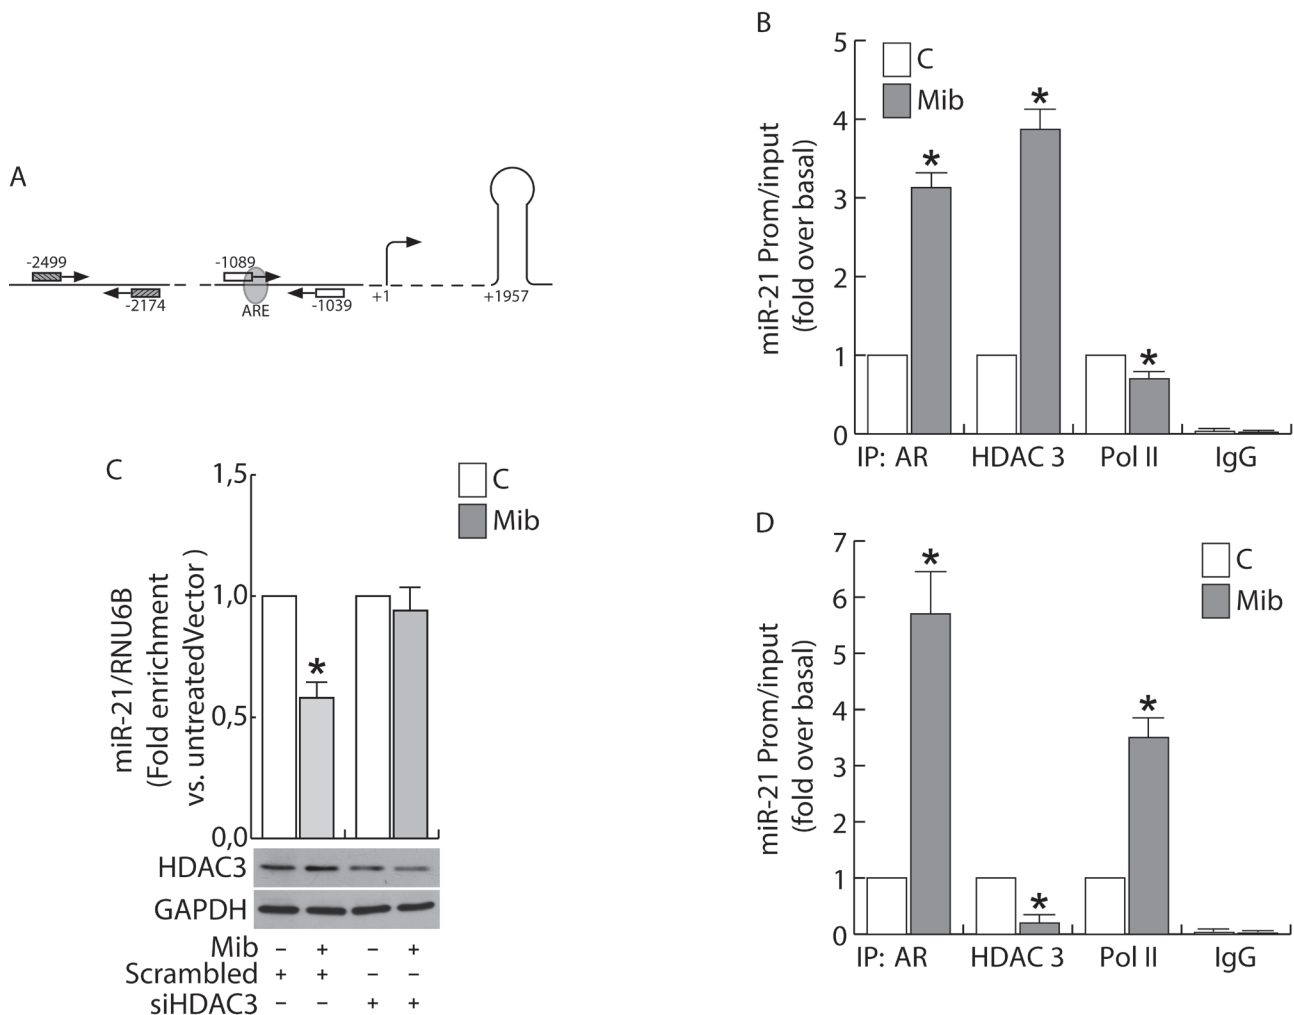 A
-2499
-2174
-1089
ARE
-1039
+1
+1957
B
5
4
3
2
1
0
miR-21 Prom/input
(fold over basal)
C
Mib
*
*
*
IP: AR HDAC 3 Pol II IgG
C
1,5
1,0
0,5
0,0
miR-21/RNU6B
(Fold enrichment
vs. untreatedVector )
C
Mib
*
HDAC3
GAPDH
Mib − + − +
Scrambled + + − −
siHDAC3 − − + +
D
7
6
5
4
3
2
1
0
miR-21 Prom/input
(fold over basal)
C
Mib
*
*
*
IP: AR HDAC 3 Pol II IgG